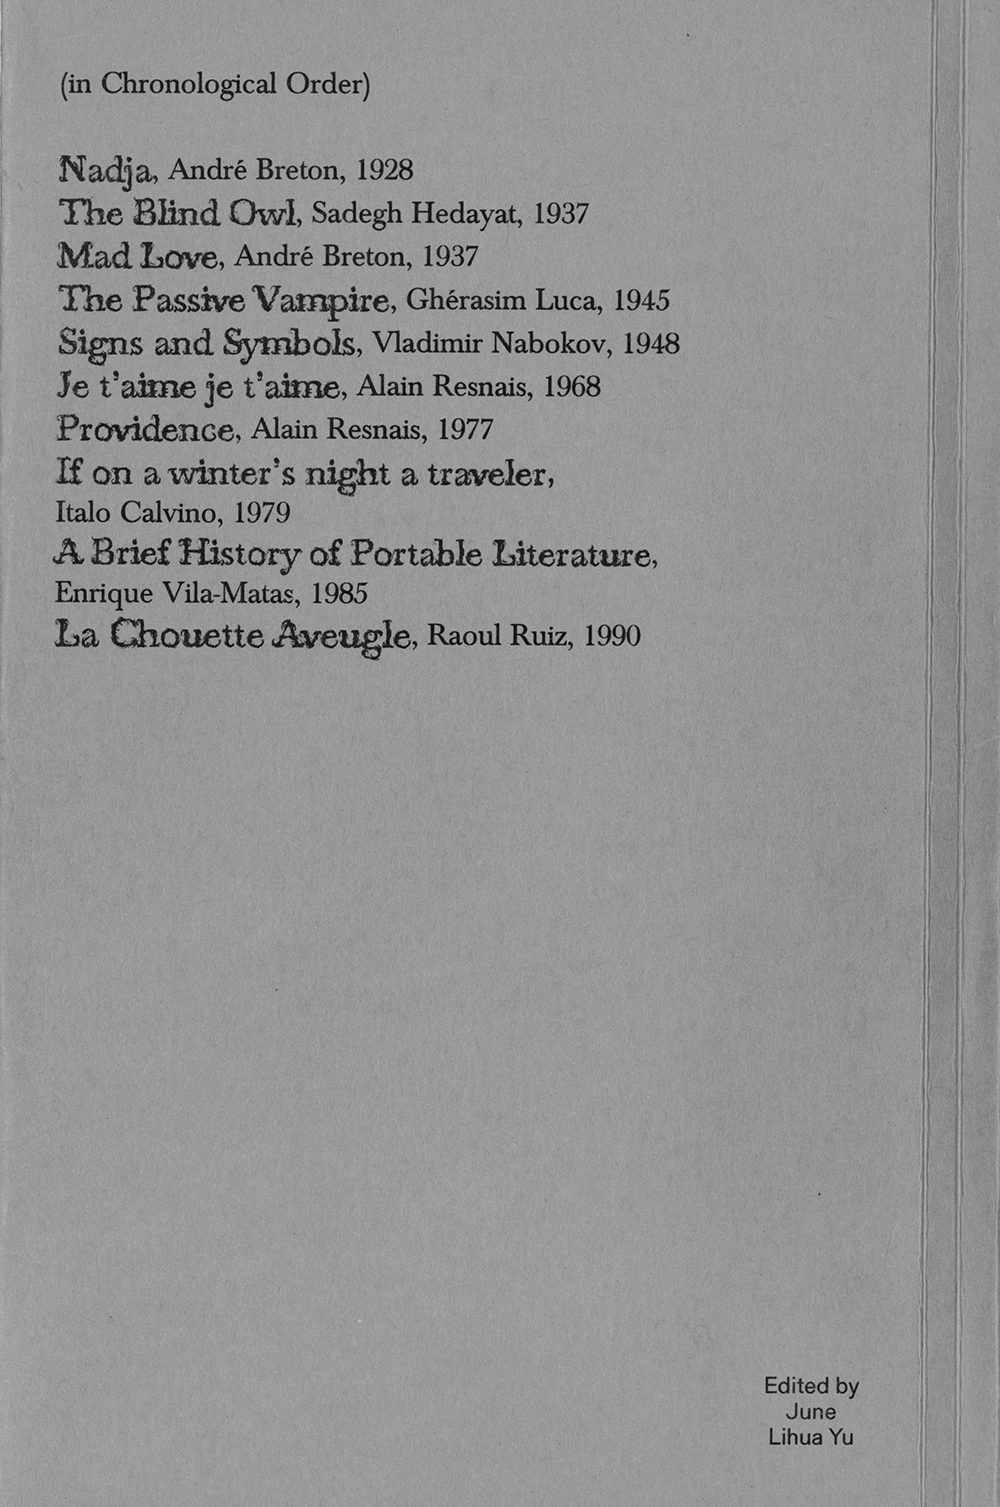 (in Chronological Order)
Nadja, André Breton, 1928
The Blind Owl, Sadegh Hedayat, 1937
Mad Love, André Breton, 1937
The Passive Vampire, Ghérasim Luca, 1945
Signs and Symbols, Vladimir Nabokov, 1948
Je t'aime je t'aime, Alain Resnais, 1968
Providence, Alain Resnais, 1977
If on a winter's night a traveler,
Italo Calvino, 1979
A Brief History of Portable Literature,
Enrique Vila-Matas, 1985
La Chouette Aveugle, Raoul Ruiz, 1990
Edited by
June
Lihua Yu